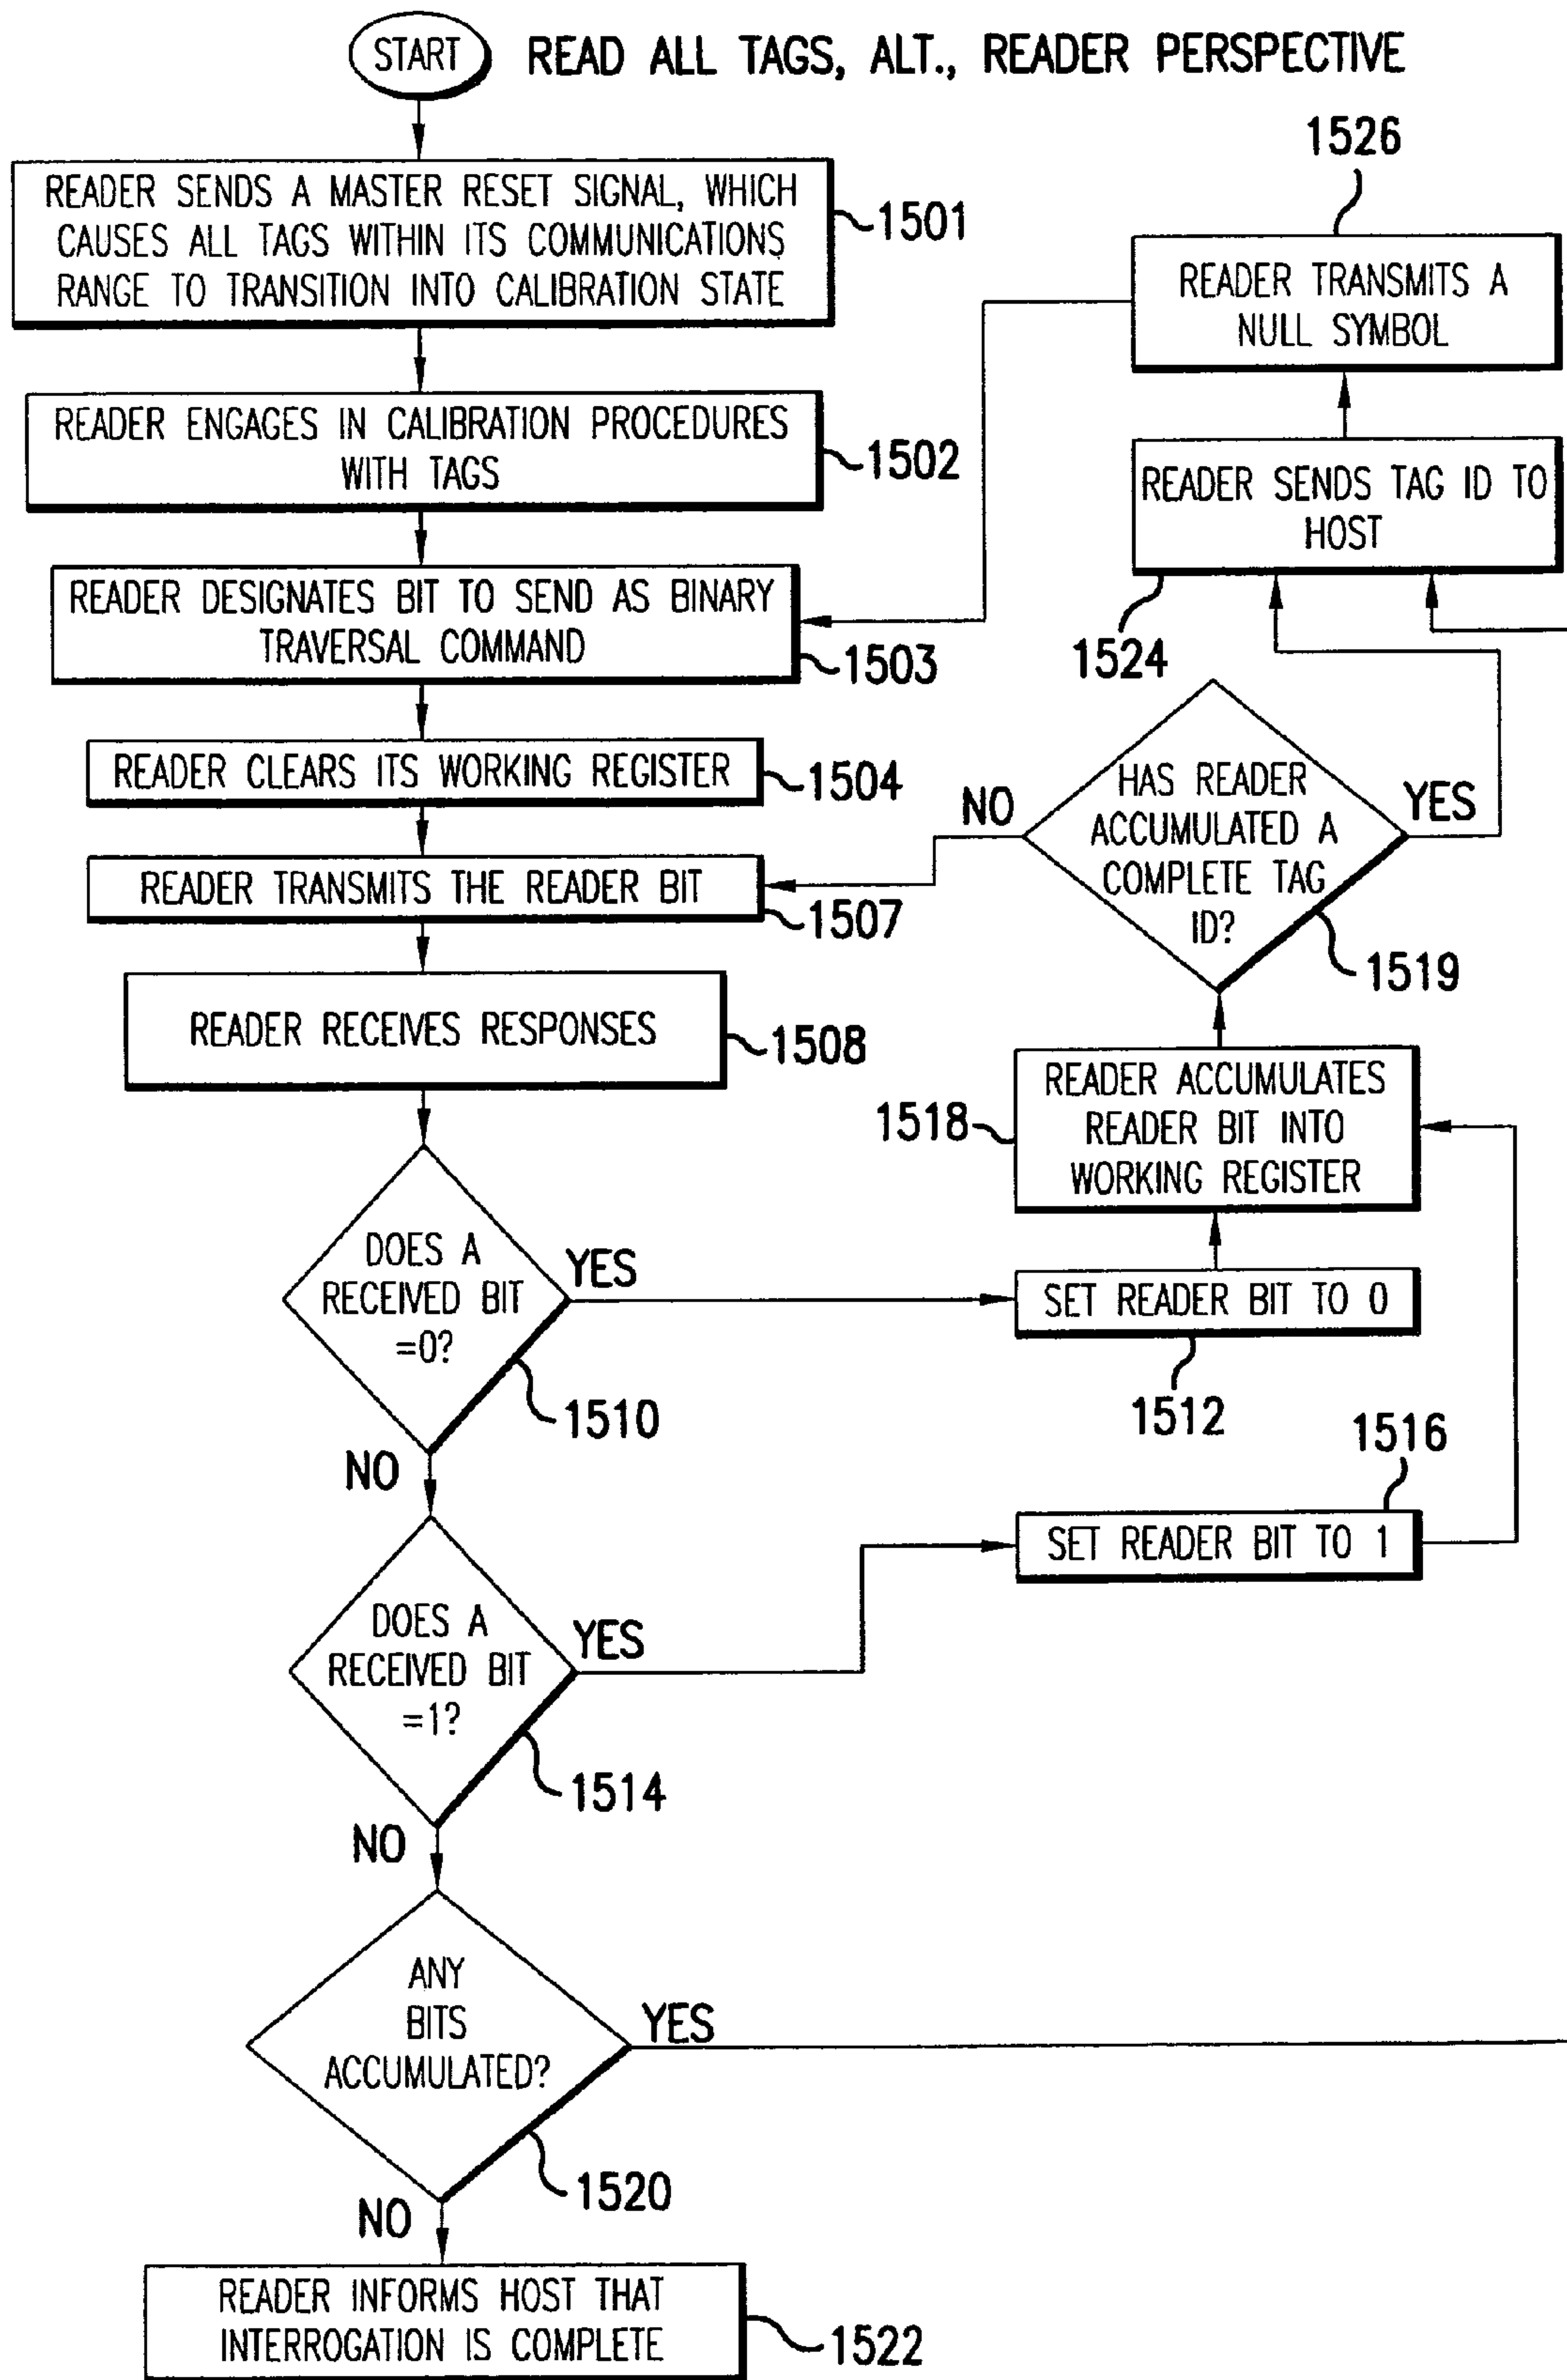 START
READ ALL TAGS, ALT., READER PERSPECTIVE
READER SENDS A MASTER RESET SIGNAL, WHICH
CAUSES ALL TAGS WITHIN ITS COMMUNICATIONS
RANGE TO TRANSITION INTO CALIBRATION STATE
1501
READER ENGAGES IN CALIBRATION PROCEDURES
WITH TAGS
1502
READER DESIGNATES BIT TO SEND AS BINARY
TRAVERSAL COMMAND
1503
READER CLEARS ITS WORKING REGISTER
1504
READER TRANSMITS THE READER BIT
1507
READER RECEIVES RESPONSES
1508
DOES A
RECEIVED BIT
=0?
YES
1510
NO
DOES A
RECEIVED BIT
=1?
YES
1514
NO
ANY
BITS
ACCUMULATED?
YES
1520
NO
READER INFORMS HOST THAT
INTERROGATION IS COMPLETE
1522
1526
READER TRANSMITS A
NULL SYMBOL
READER SENDS TAG ID TO
HOST
1524
HAS READER
ACCUMULATED A
COMPLETE TAG
ID?
NO
YES
1519
1518
READER ACCUMULATES
READER BIT INTO
WORKING REGISTER
SET READER BIT TO 0
1512
1516
SET READER BIT TO 1